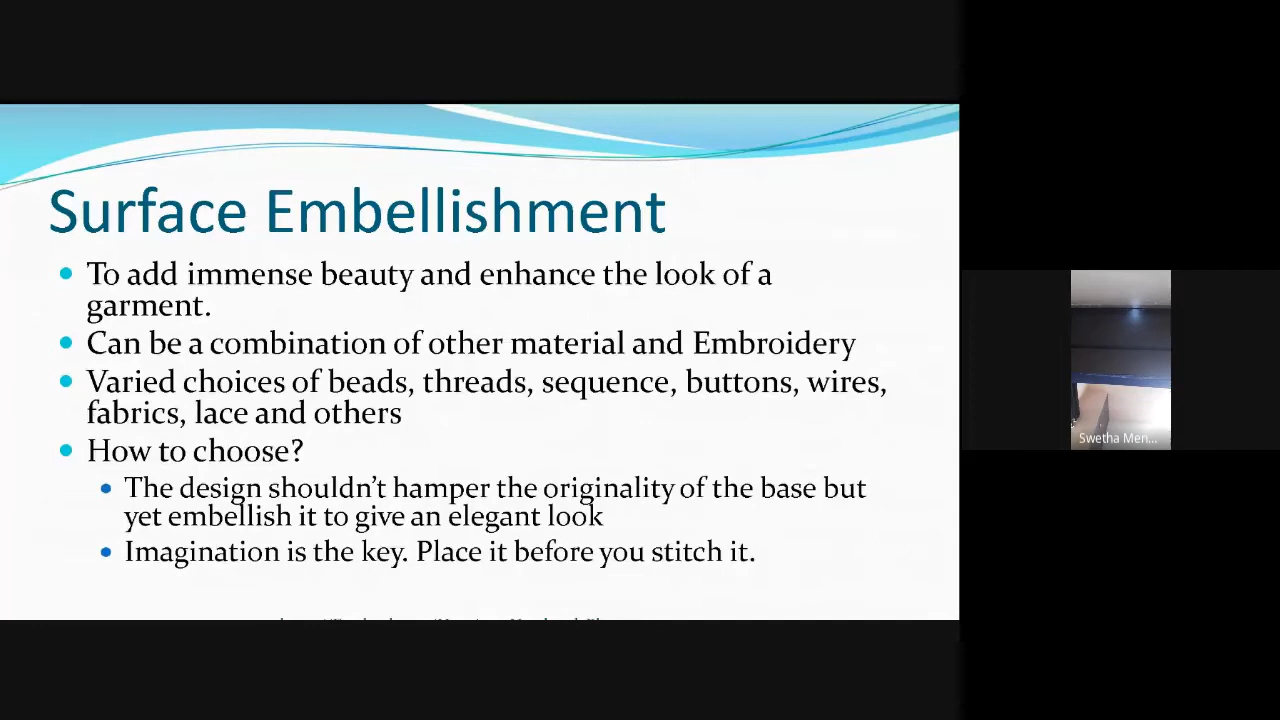 Surface Embellishment
• To add immense beauty and enhance the look of a
garment.
• Can be a combination of other material and Embroidery
• Varied choices of beads, threads, sequence, buttons, wires,
fabrics, lace and others
• How to choose?
• The design shouldn't hamper the originality of the base but
yet embellish it to give an elegant look
• Imagination is the key. Place it before you stitch it.
Swetha Men...